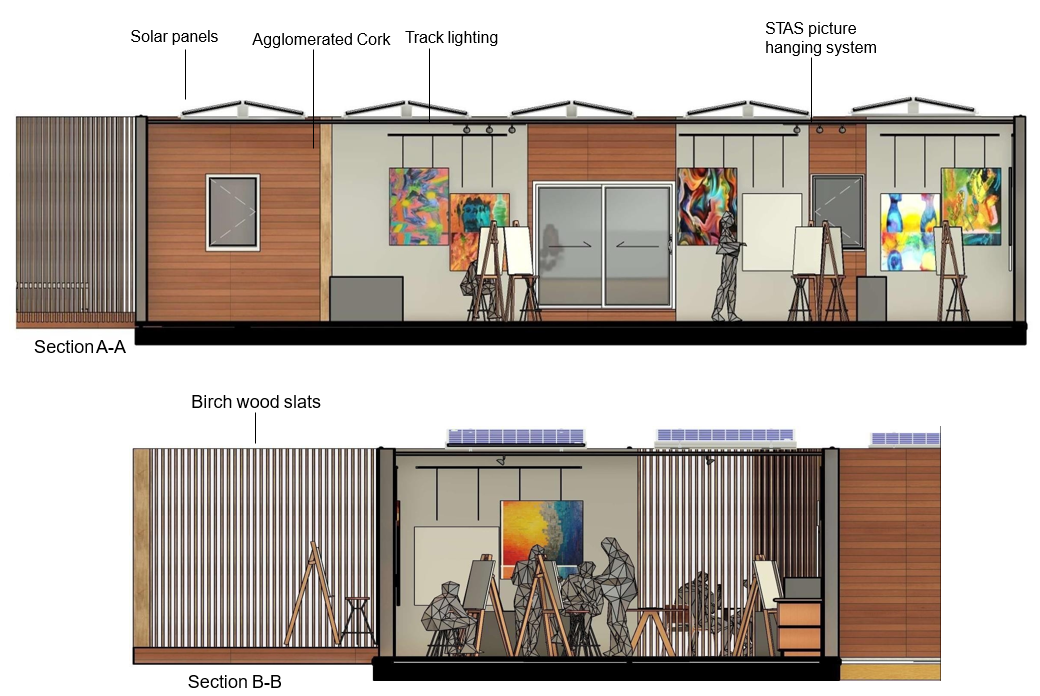 Solar panels
Agglomerated Cork
Track lighting
STAS picture
hanging system
Section A-A
Birch wood slats
Section B-B